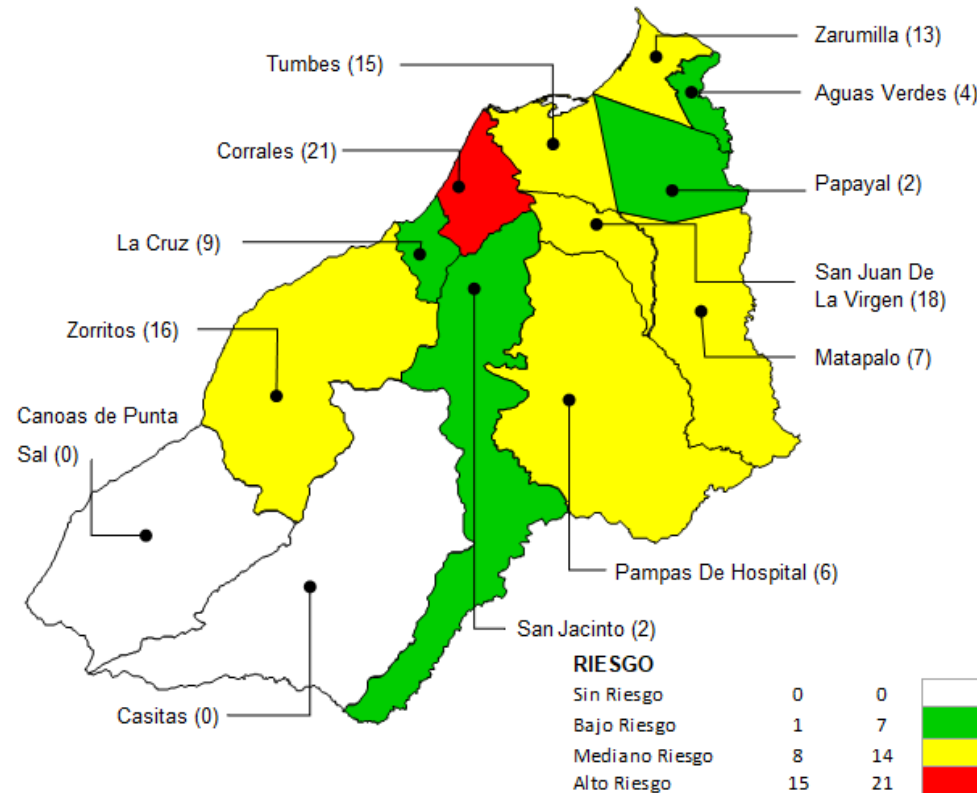 Zarumilla (13)
Tumbes (15)
Aguas Verdes (4)
Corrales (21)
Papayal (2)
La Cruz (9)
San Juan De
La Virgen (18)
Zorritos (16)
Matapalo (7)
Canoas de Punta
Sal (0)
Pampas De Hospital (6)
San Jacinto (2)
Casitas (0)
RIESGO
Sin Riesgo 0 0
Bajo Riesgo 1 7
Mediano Riesgo 8 14
Alto Riesgo 15 21